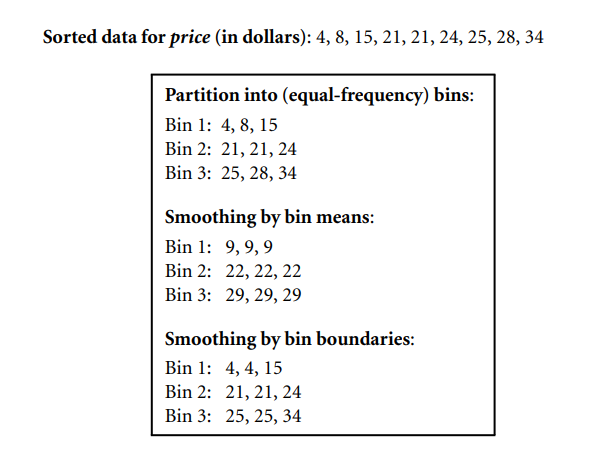 Sorted data for price (in dollars): 4, 8, 15, 21, 21, 24, 25, 28, 34
Partition into (equal-frequency) bins:
Bin 1: 4, 8, 15
Bin 2: 21, 21, 24
Bin 3: 25, 28, 34
Smoothing by bin means:
Bin 1: 9, 9, 9
Bin 2: 22, 22, 22
Bin 3: 29, 29, 29
Smoothing by bin boundaries:
Bin 1: 4, 4, 15
Bin 2: 21, 21, 24
Bin 3: 25, 25, 34